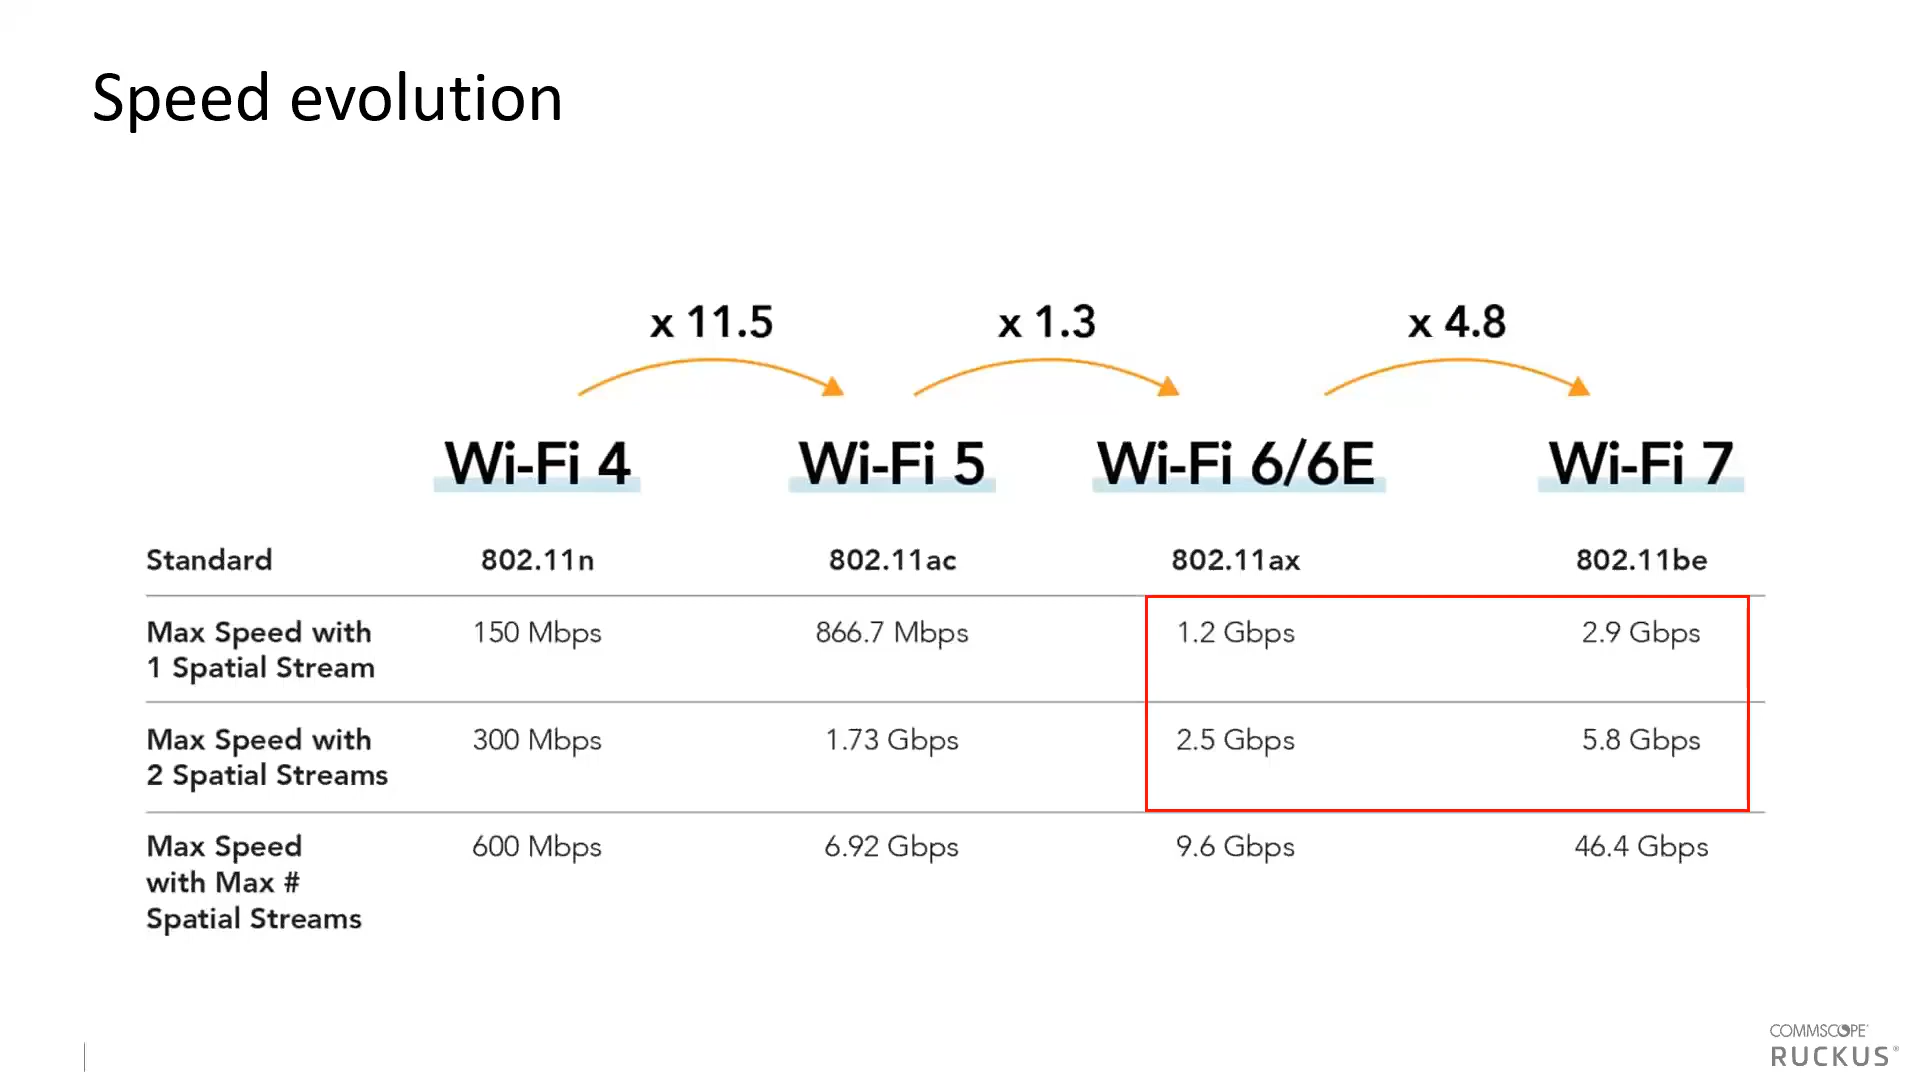 Speed evolution
x 11.5 x 1.3 x 4.8
Wi-Fi 4 Wi-Fi 5 Wi-Fi 6/6E Wi-Fi 7
Standard 802.11n 802.11ac 802.11ax 802.11be
Max Speed with 150 Mbps 866.7 Mbps 1.2 Gbps 2.9 Gbps
1 Spatial Stream
Max Speed with 300 Mbps 1.73 Gbps 2.5 Gbps 5.8 Gbps
2 Spatial Streams
Max Speed 600 Mbps 6.92 Gbps 9.6 Gbps 46.4 Gbps
with Max #
Spatial Streams
COMMSCOPE®
RUCKUS®